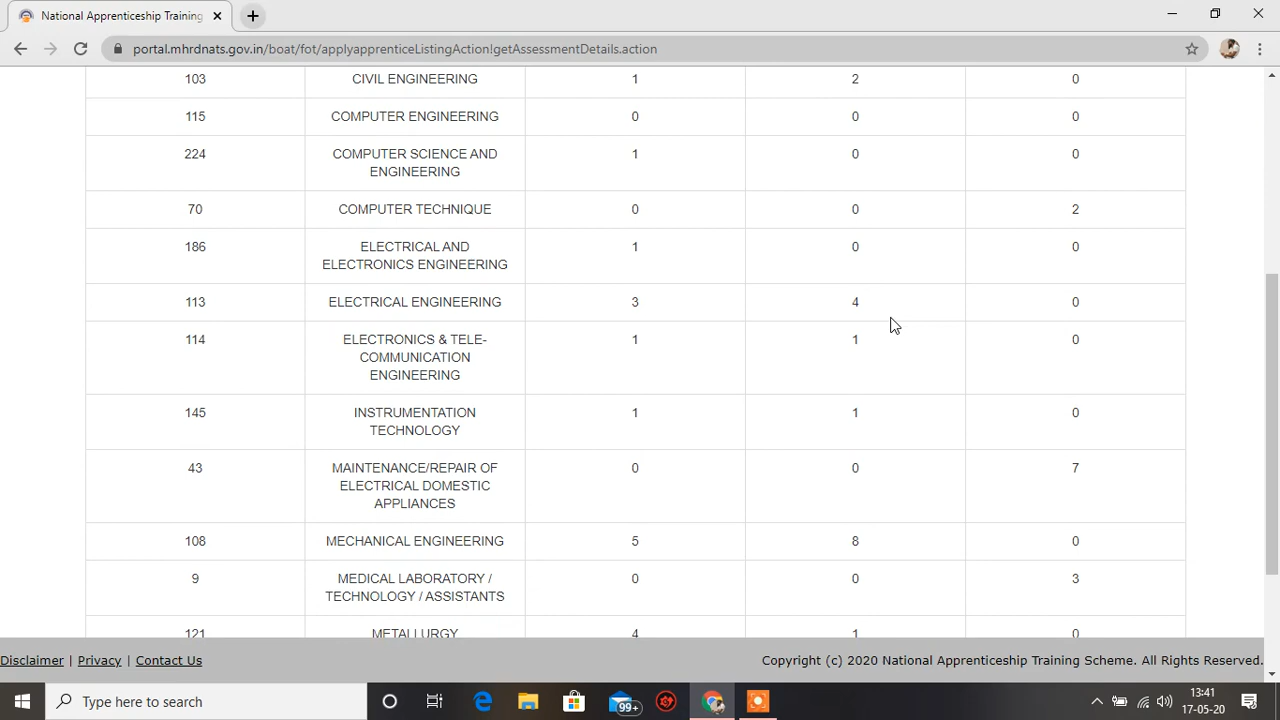 National Apprenticeship Training
portal.mhrdnats.gov.in/boat/fot/applyapprenticeListingAction!getAssessmentDetails.action
103 CIVIL ENGINEERING 1 2 0
115 COMPUTER ENGINEERING 0 0 0
224 COMPUTER SCIENCE AND 1 0 0
ENGINEERING
70 COMPUTER TECHNIQUE 0 0 2
186 ELECTRICAL AND 1 0 0
ELECTRONICS ENGINEERING
113 ELECTRICAL ENGINEERING 3 4 0
114 ELECTRONICS & TELE- 1 1 0
COMMUNICATION
ENGINEERING
145 INSTRUMENTATION 1 1 0
TECHNOLOGY
43 MAINTENANCE/REPAIR OF 0 0 7
ELECTRICAL DOMESTIC
APPLIANCES
108 MECHANICAL ENGINEERING 5 8 0
9 MEDICAL LABORATORY / 0 0 3
TECHNOLOGY / ASSISTANTS
121 METALLURGY 4 1 0
Disclaimer | Privacy | Contact Us Copyright (c) 2020 National Apprenticeship Training Scheme. All Rights Reserved.
Type here to search 99+ 13:41
17-05-20